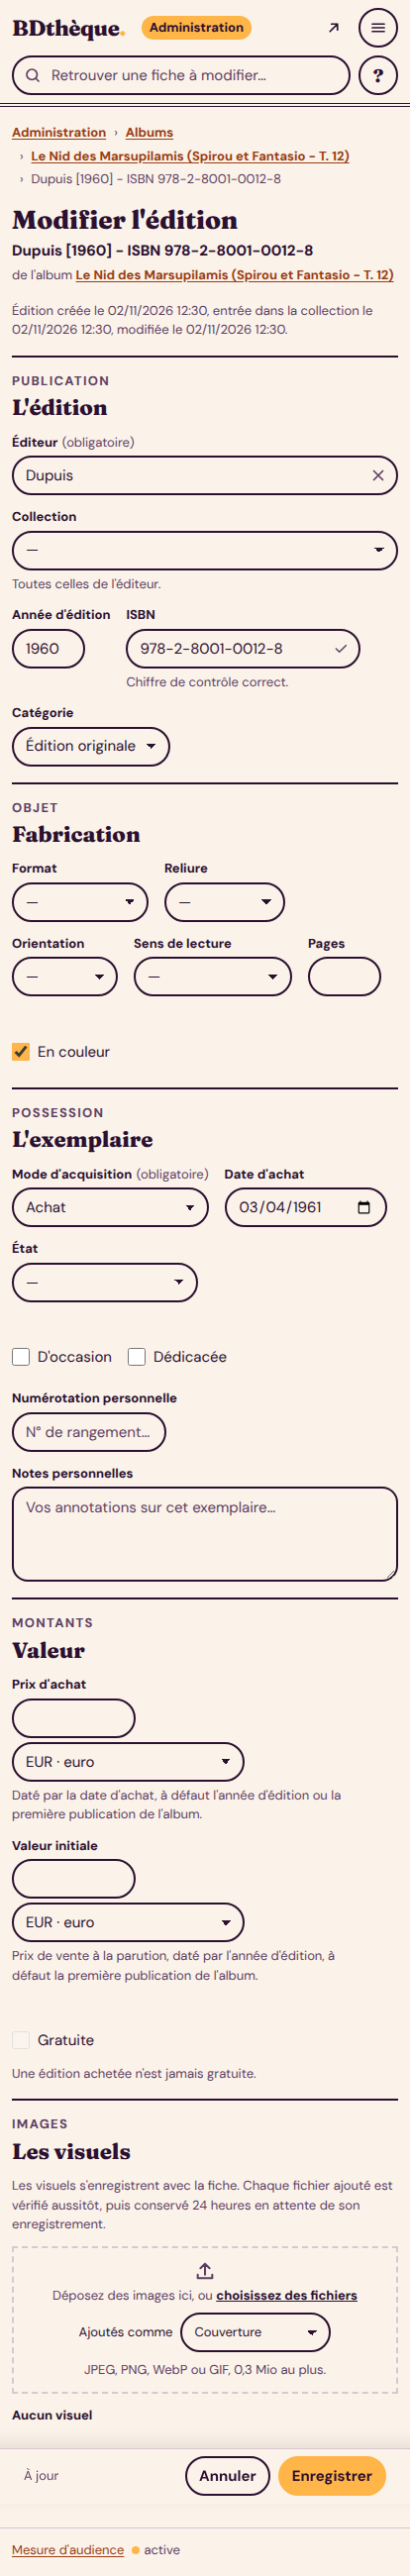 BDthèque. Administration
Retrouver une fiche à modifier... ?
Administration › Albums
› Le Nid des Marsupilamis (Spirou et Fantasio - T. 12)
› Dupuis [1960] - ISBN 978-2-8001-0012-8
Modifier l'édition
Dupuis [1960] - ISBN 978-2-8001-0012-8
de l'album Le Nid des Marsupilamis (Spirou et Fantasio - T. 12)
Édition créée le 02/11/2026 12:30, entrée dans la collection le
02/11/2026 12:30, modifiée le 02/11/2026 12:30.
PUBLICATION
L'édition
Éditeur (obligatoire)
Dupuis
Collection
—
Toutes celles de l'éditeur.
Année d'édition ISBN
1960 978-2-8001-0012-8
Chiffre de contrôle correct.
Catégorie
Édition originale
OBJET
Fabrication
Format Reliure
— —
Orientation Sens de lecture Pages
— —
En couleur
POSSESSION
L'exemplaire
Mode d'acquisition (obligatoire) Date d'achat
Achat 03/04/1961
État
—
D'occasion Dédicacée
Numérotation personnelle
N° de rangement...
Notes personnelles
Vos annotations sur cet exemplaire...
MONTANTS
Valeur
Prix d'achat
EUR · euro
Daté par la date d'achat, à défaut l'année d'édition ou la
première publication de l'album.
Valeur initiale
EUR · euro
Prix de vente à la parution, daté par l'année d'édition, à
défaut la première publication de l'album.
Gratuite
Une édition achetée n'est jamais gratuite.
IMAGES
Les visuels
Les visuels s'enregistrent avec la fiche. Chaque fichier ajouté est
vérifié aussitôt, puis conservé 24 heures en attente de son
enregistrement.
Déposez des images ici, ou choisissez des fichiers
Ajoutés comme Couverture
JPEG, PNG, WebP ou GIF, 0,3 Mio au plus.
Aucun visuel
À jour Annuler Enregistrer
Mesure d'audience active